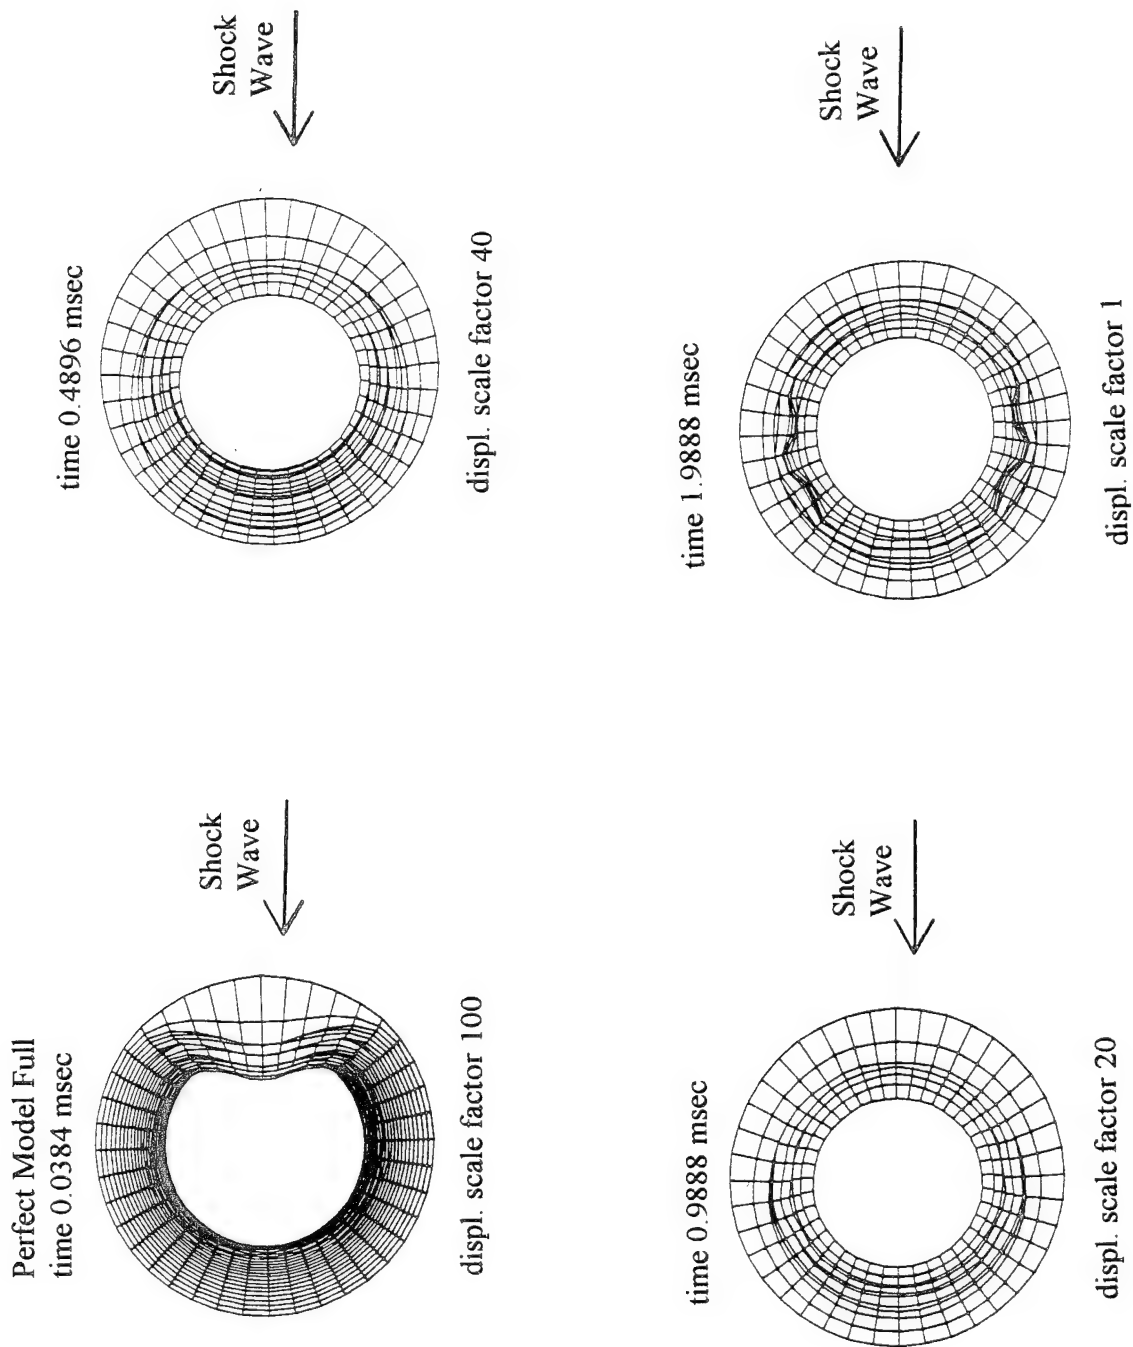 Perfect Model Full
time 0.0384 msec
Shock
Wave
displ. scale factor 100
time 0.4896 msec
Shock
Wave
displ. scale factor 40
time 0.9888 msec
Shock
Wave
displ. scale factor 20
time 1.9888 msec
Shock
Wave
displ. scale factor 1